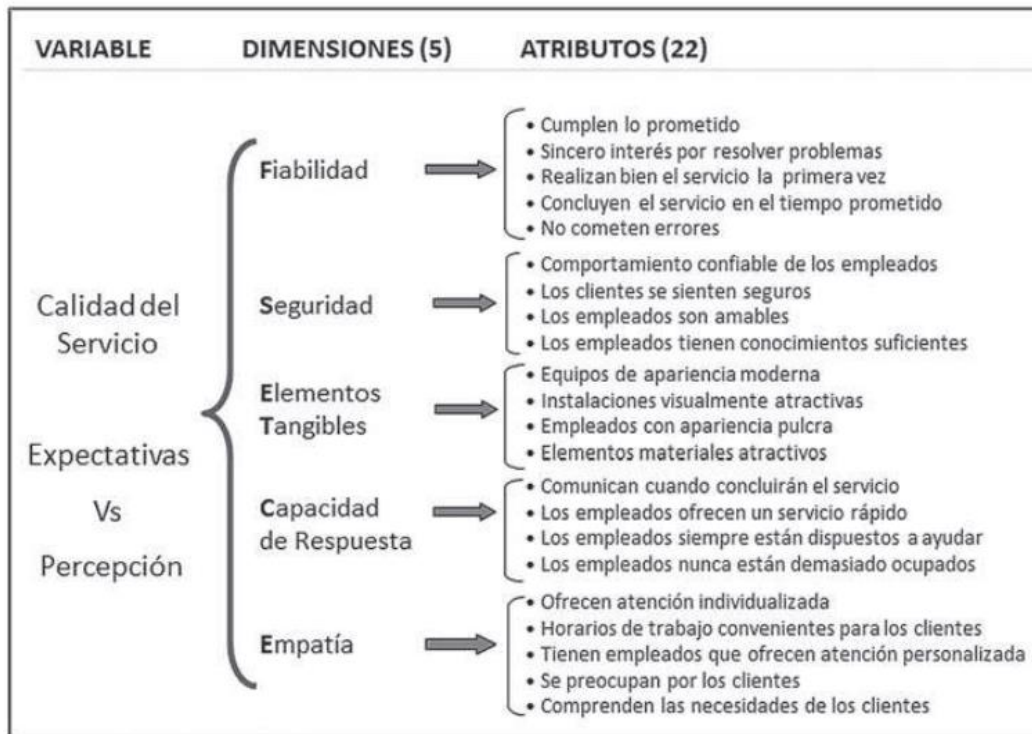 VARIABLE DIMENSIONES (5) ATRIBUTOS (22)
Calidad del
Servicio
Expectativas
Vs
Percepción
Fiabilidad
• Cumplen lo prometido
• Sincero interés por resolver problemas
• Realizan bien el servicio la primera vez
• Concluyen el servicio en el tiempo prometido
• No cometen errores
Seguridad
• Comportamiento confiable de los empleados
• Los clientes se sienten seguros
• Los empleados son amables
• Los empleados tienen conocimientos suficientes
Elementos
Tangibles
• Equipos de apariencia moderna
• Instalaciones visualmente atractivas
• Empleados con apariencia pulcra
• Elementos materiales atractivos
Capacidad
de Respuesta
• Comunican cuando concluirán el servicio
• Los empleados ofrecen un servicio rápido
• Los empleados siempre están dispuestos a ayudar
• Los empleados nunca están demasiado ocupados
Empatía
• Ofrecen atención individualizada
• Horarios de trabajo convenientes para los clientes
• Tienen empleados que ofrecen atención personalizada
• Se preocupan por los clientes
• Comprenden las necesidades de los clientes